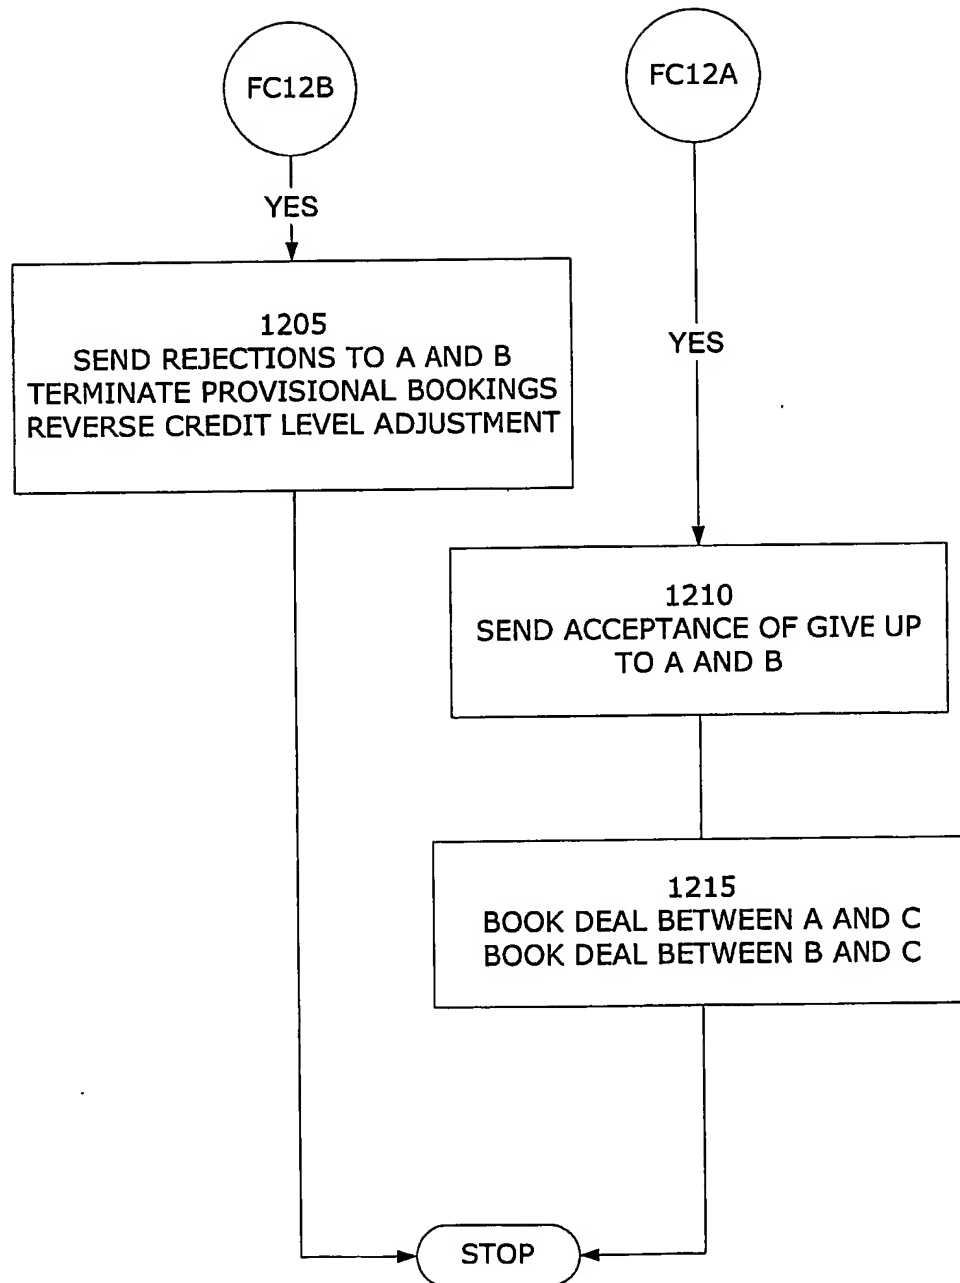 FC12B
FC12A
YES
YES
1205
SEND REJECTIONS TO A AND B
TERMINATE PROVISIONAL BOOKINGS
REVERSE CREDIT LEVEL ADJUSTMENT
1210
SEND ACCEPTANCE OF GIVE UP
TO A AND B
1215
BOOK DEAL BETWEEN A AND C
BOOK DEAL BETWEEN B AND C
STOP